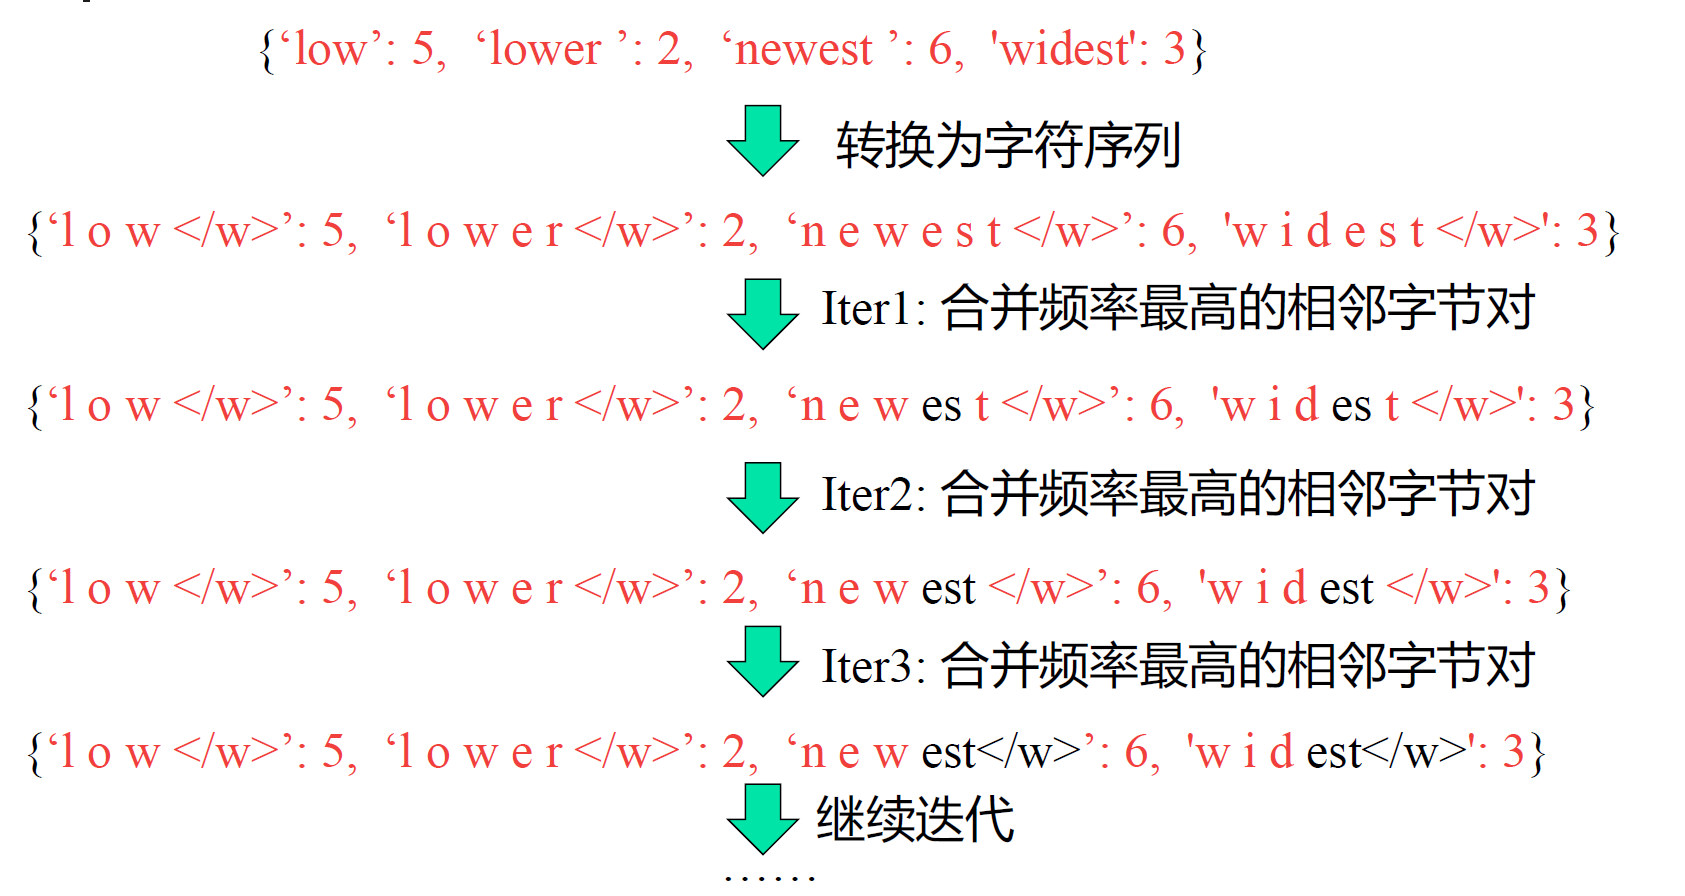 {‘low’: 5, ‘lower ’: 2, ‘newest ’: 6, 'widest': 3}
转换为字符序列
{‘l o w </w>’: 5, ‘l o w e r </w>’: 2, ‘n e w e s t </w>’: 6, 'w i d e s t </w>': 3}
Iter1: 合并频率最高的相邻字节对
{‘l o w </w>’: 5, ‘l o w e r </w>’: 2, ‘n e w es t </w>’: 6, 'w i d es t </w>': 3}
Iter2: 合并频率最高的相邻字节对
{‘l o w </w>’: 5, ‘l o w e r </w>’: 2, ‘n e w est </w>’: 6, 'w i d est </w>': 3}
Iter3: 合并频率最高的相邻字节对
{‘l o w </w>’: 5, ‘l o w e r </w>’: 2, ‘n e w est</w>’: 6, 'w i d est</w>': 3}
继续迭代
……